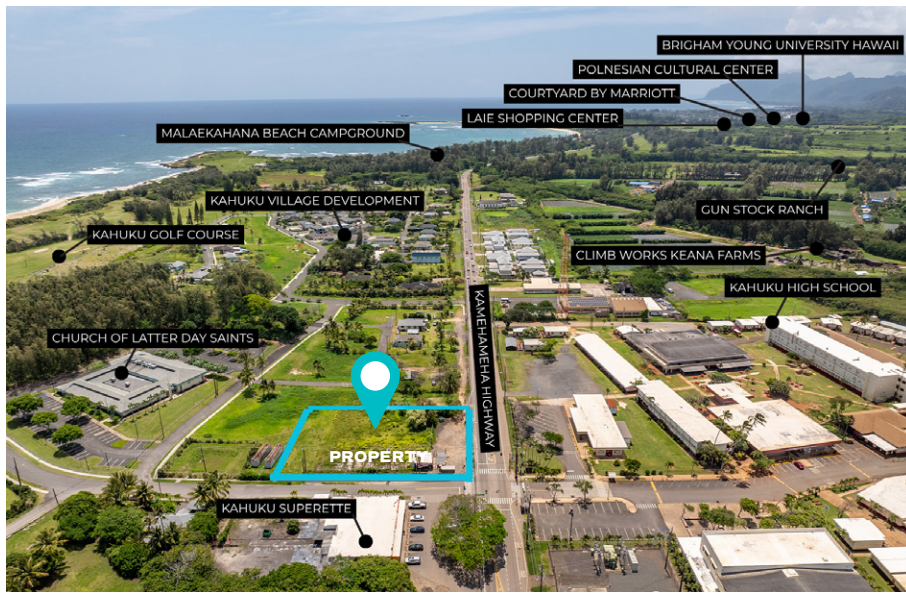 BRIGHAM YOUNG UNIVERSITY HAWAII
POLNESIAN CULTURAL CENTER
COURTYARD BY MARRIOTT
LAIE SHOPPING CENTER
MALAEKAHANA BEACH CAMPGROUND
KAHUKU VILLAGE DEVELOPMENT
GUN STOCK RANCH
KAHUKU GOLF COURSE
CLIMB WORKS KEANA FARMS
KAHUKU HIGH SCHOOL
KAMEHAMEHA HIGHWAY
CHURCH OF LATTER DAY SAINTS
PROPERTY
KAHUKU SUPERETTE